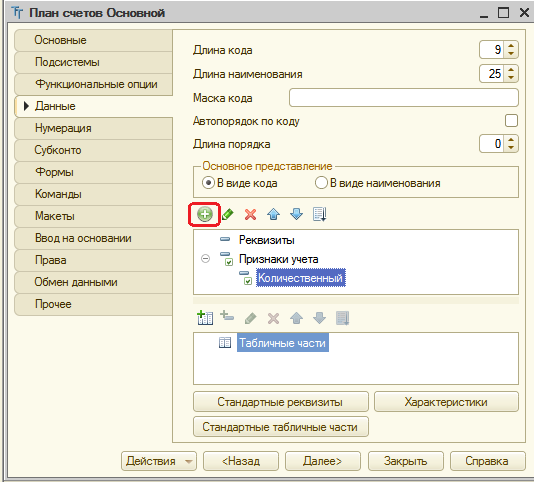 План счетов Основной
Основные
Подсистемы
Функциональные опции
Данные
Нумерация
Субконто
Формы
Команды
Макеты
Ввод на основании
Права
Обмен данными
Прочее
Длина кода 9
Длина наименования 25
Маска кода
Автопорядок по коду
Длина порядка 0
Основное представление
В виде кода В виде наименования
Реквизиты
Признаки учета
Количественный
Табличные части
Стандартные реквизиты Характеристики
Стандартные табличные части
Действия <Назад Далее> Закрыть Справка